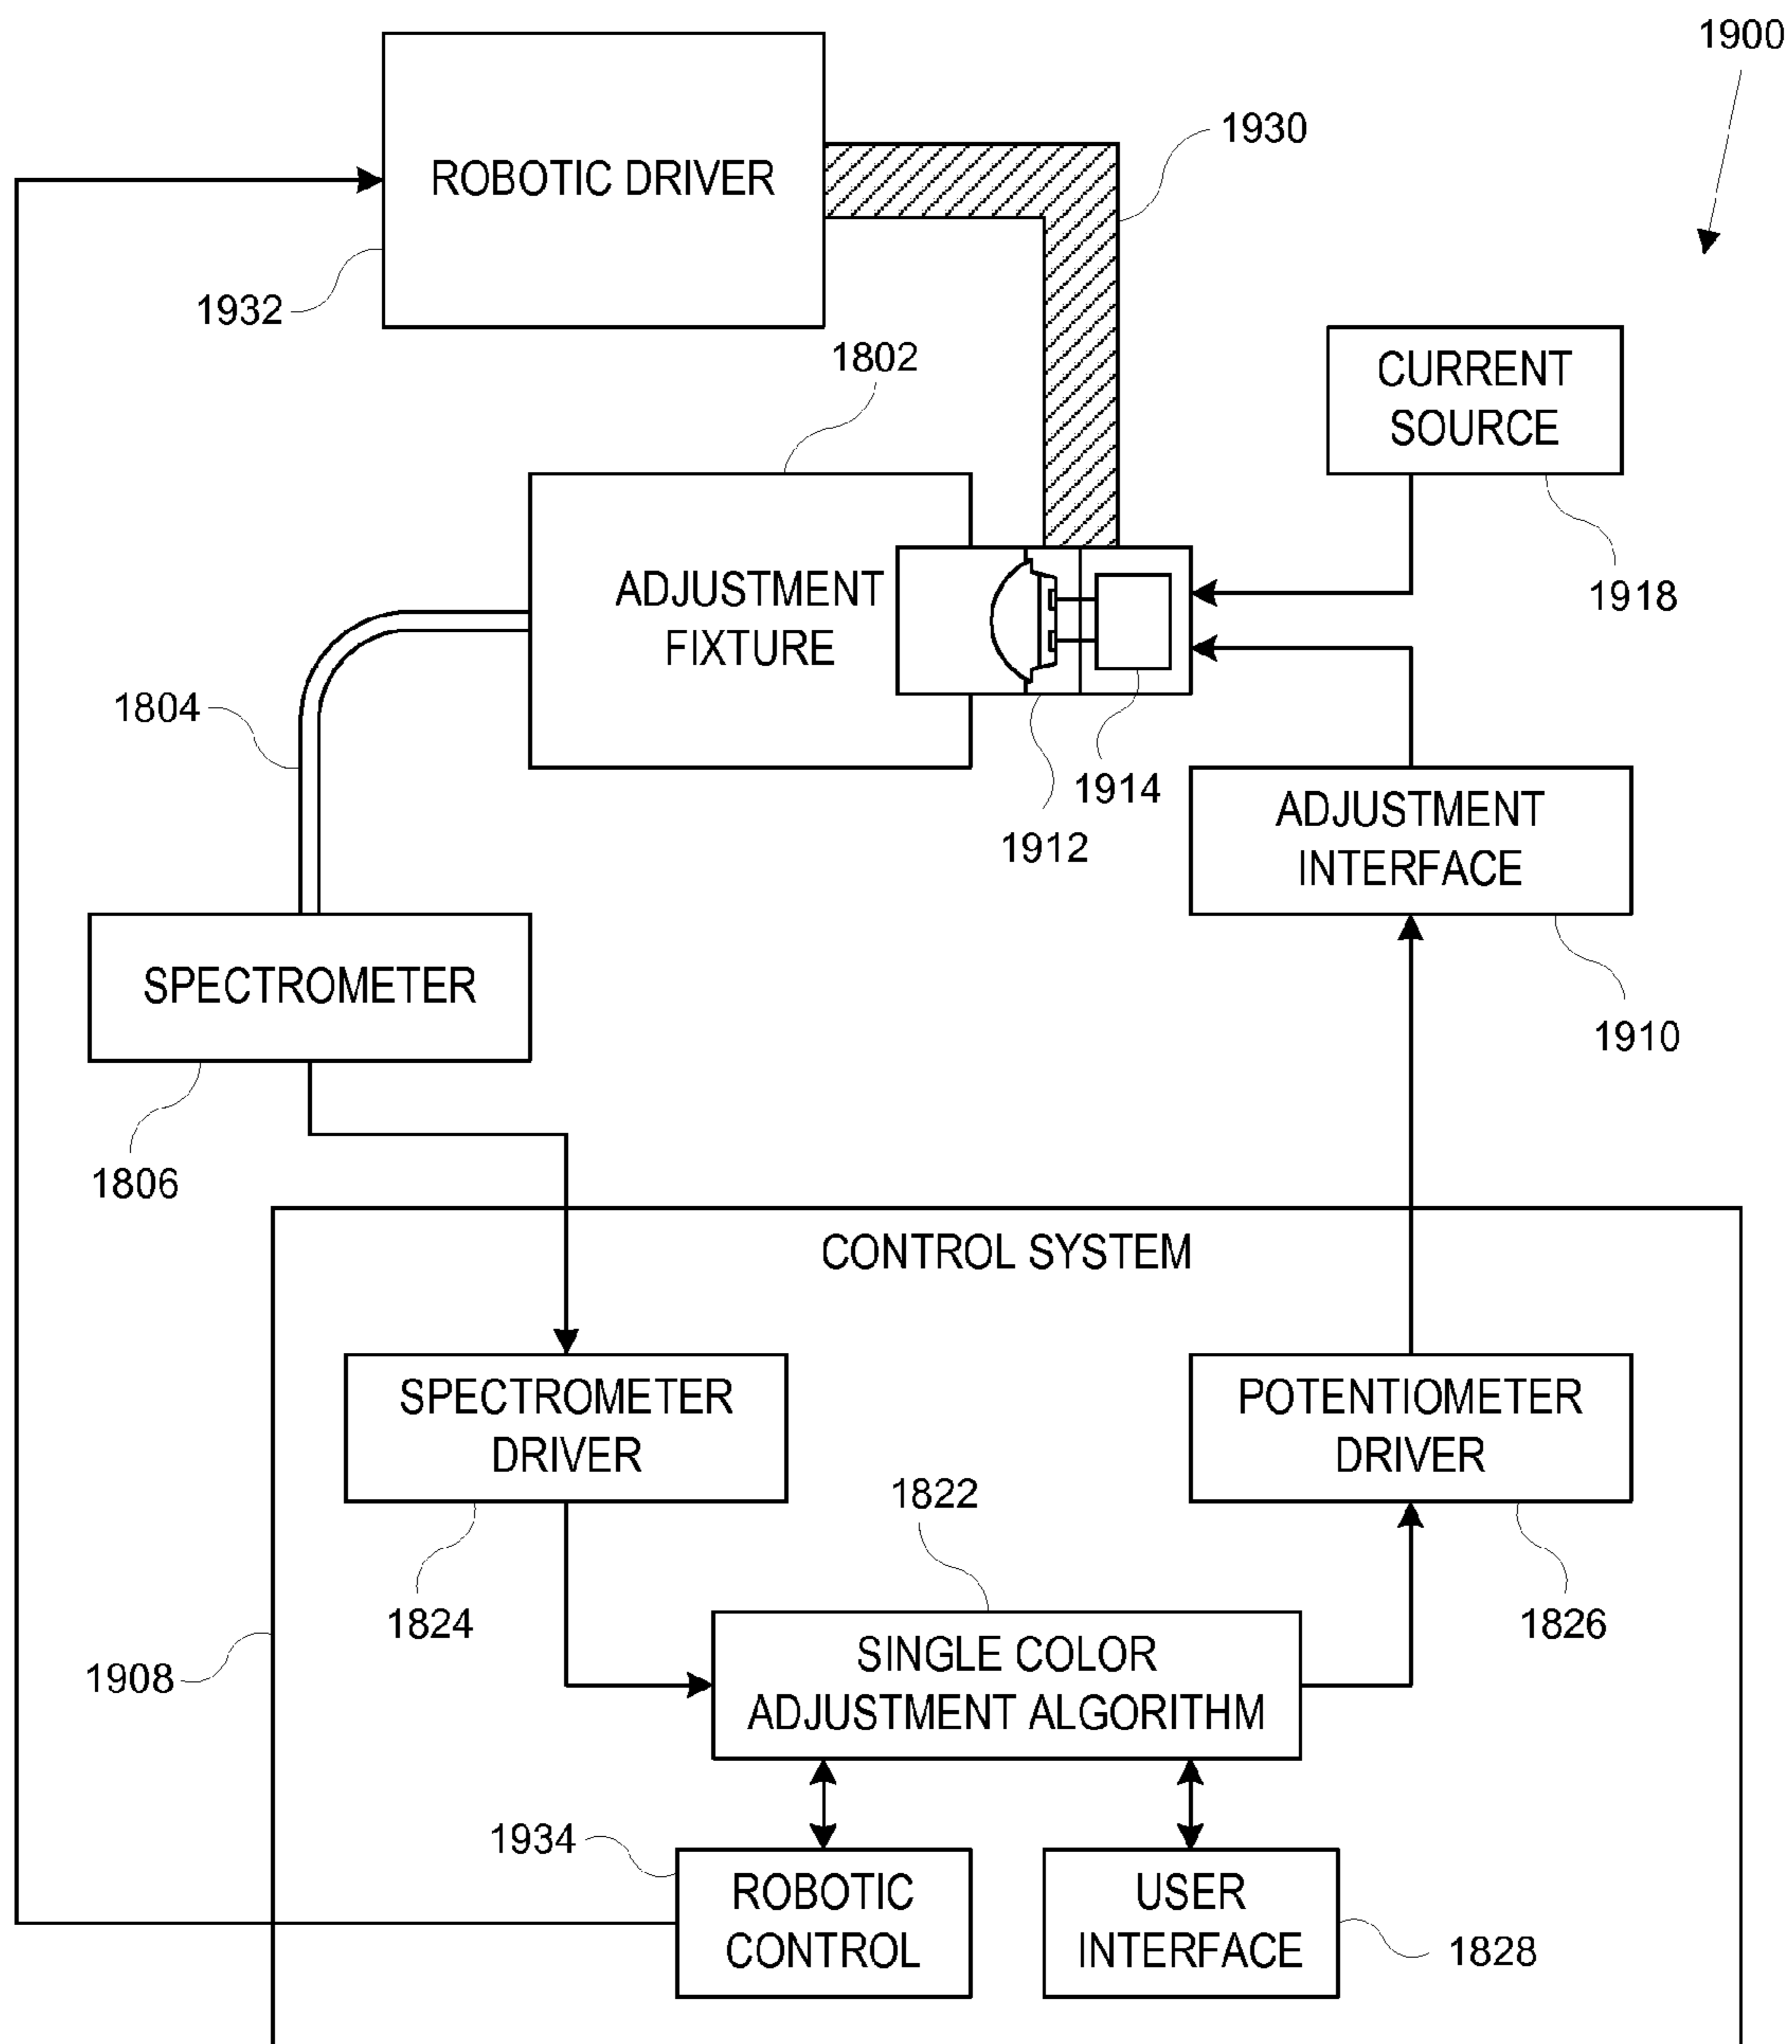 1900
1930
ROBOTIC DRIVER
1932
1802
CURRENT
SOURCE
1918
ADJUSTMENT
FIXTURE
1804
1914
1912
ADJUSTMENT
INTERFACE
1910
SPECTROMETER
1806
CONTROL SYSTEM
SPECTROMETER
DRIVER
1824
POTENTIOMETER
DRIVER
1826
1822
SINGLE COLOR
ADJUSTMENT ALGORITHM
1908
1934
ROBOTIC
CONTROL
USER
INTERFACE
1828